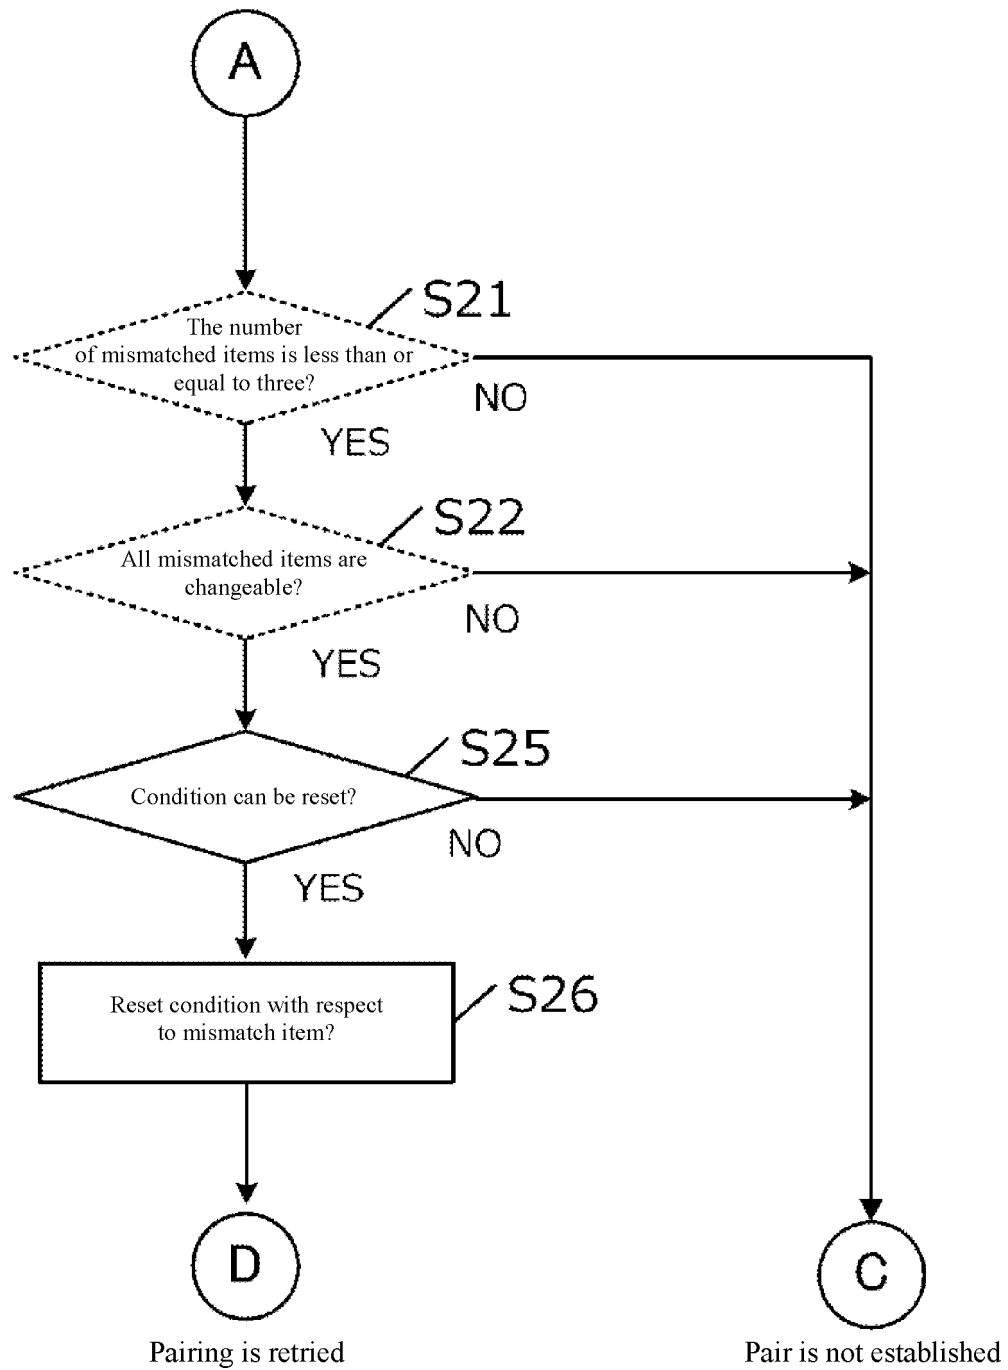 A
S21
The number
of mismatched items is less than or
equal to three?
NO
YES
S22
All mismatched items are
changeable?
NO
YES
S25
Condition can be reset?
NO
YES
S26
Reset condition with respect
to mismatch item?
D
C
Pairing is retried
Pair is not established